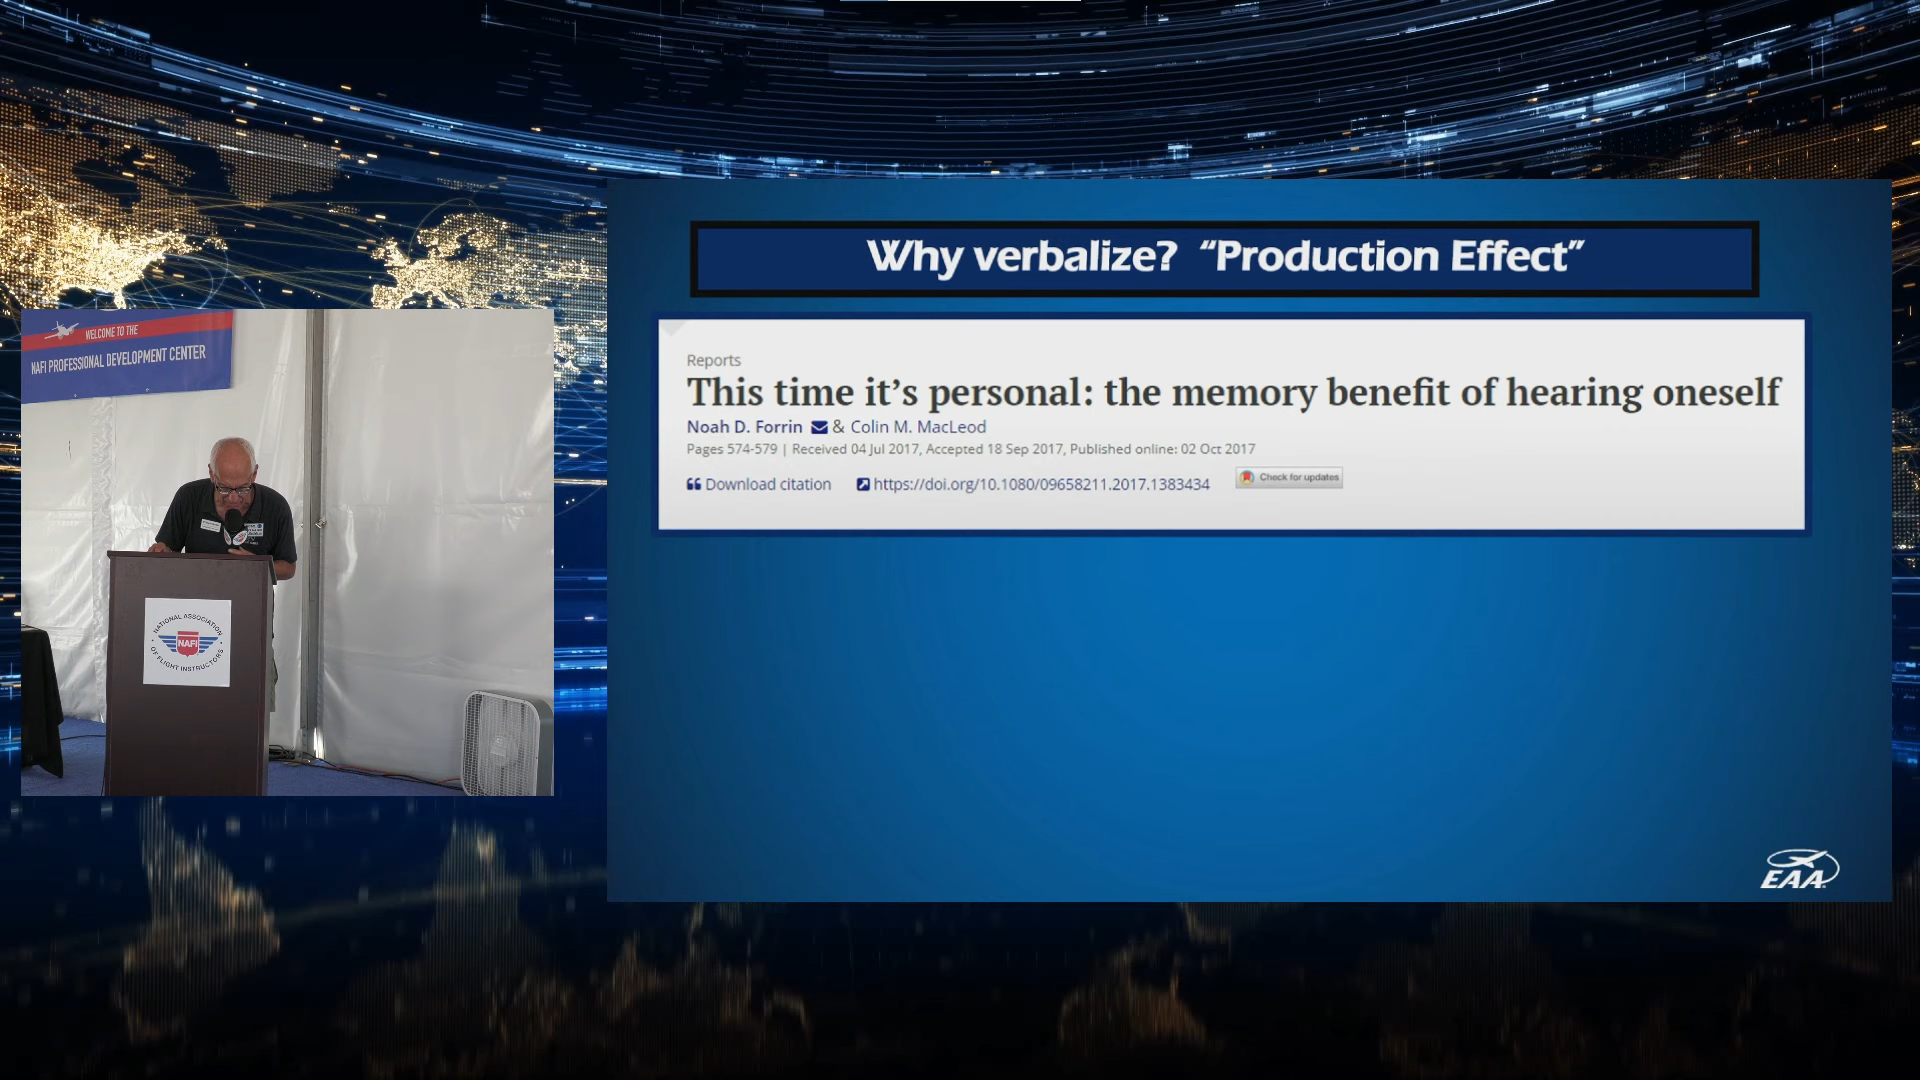 WELCOME TO THE
NAFI PROFESSIONAL DEVELOPMENT CENTER
NATIONAL ASSOCIATION
NAFI
OF FLIGHT INSTRUCTORS
Why verbalize? “Production Effect”
Reports
This time it’s personal: the memory benefit of hearing oneself
Noah D. Forrin & Colin M. MacLeod
Pages 574-579 | Received 04 Jul 2017, Accepted 18 Sep 2017, Published online: 02 Oct 2017
Download citation https://doi.org/10.1080/09658211.2017.1383434 Check for updates
EAA